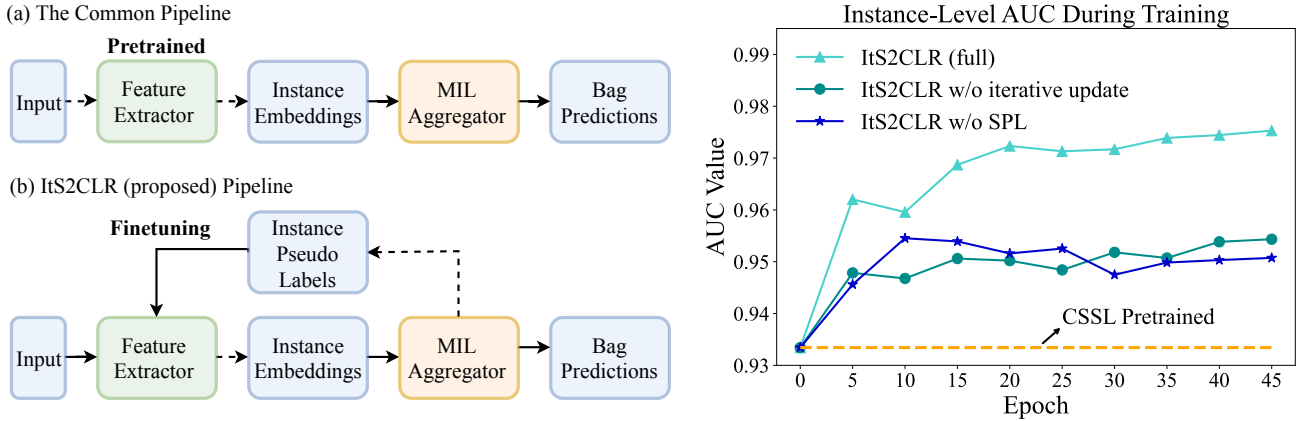 (a) The Common Pipeline
Pretrained
Input
Feature
Extractor
Instance
Embeddings
MIL
Aggregator
Bag
Predictions
(b) ItS2CLR (proposed) Pipeline
Finetuning
Instance
Pseudo
Labels
Input
Feature
Extractor
Instance
Embeddings
MIL
Aggregator
Bag
Predictions
Instance-Level AUC During Training
AUC Value
0.99
0.98
0.97
0.96
0.95
0.94
0.93
ItS2CLR (full)
ItS2CLR w/o iterative update
ItS2CLR w/o SPL
CSSL Pretrained
0 5 10 15 20 25 30 35 40 45
Epoch